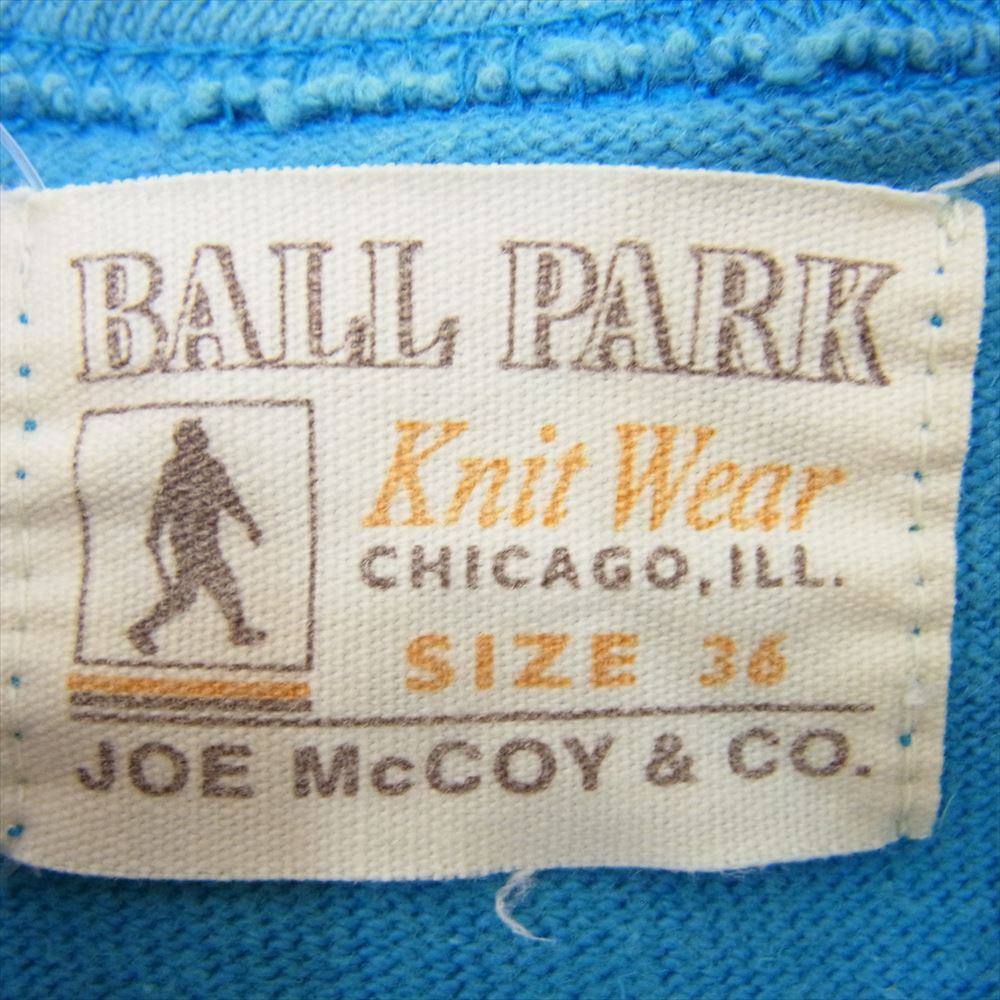 BALL PARK
Knit Wear
CHICAGO, ILL.
SIZE 36
JOE McCOY & CO.